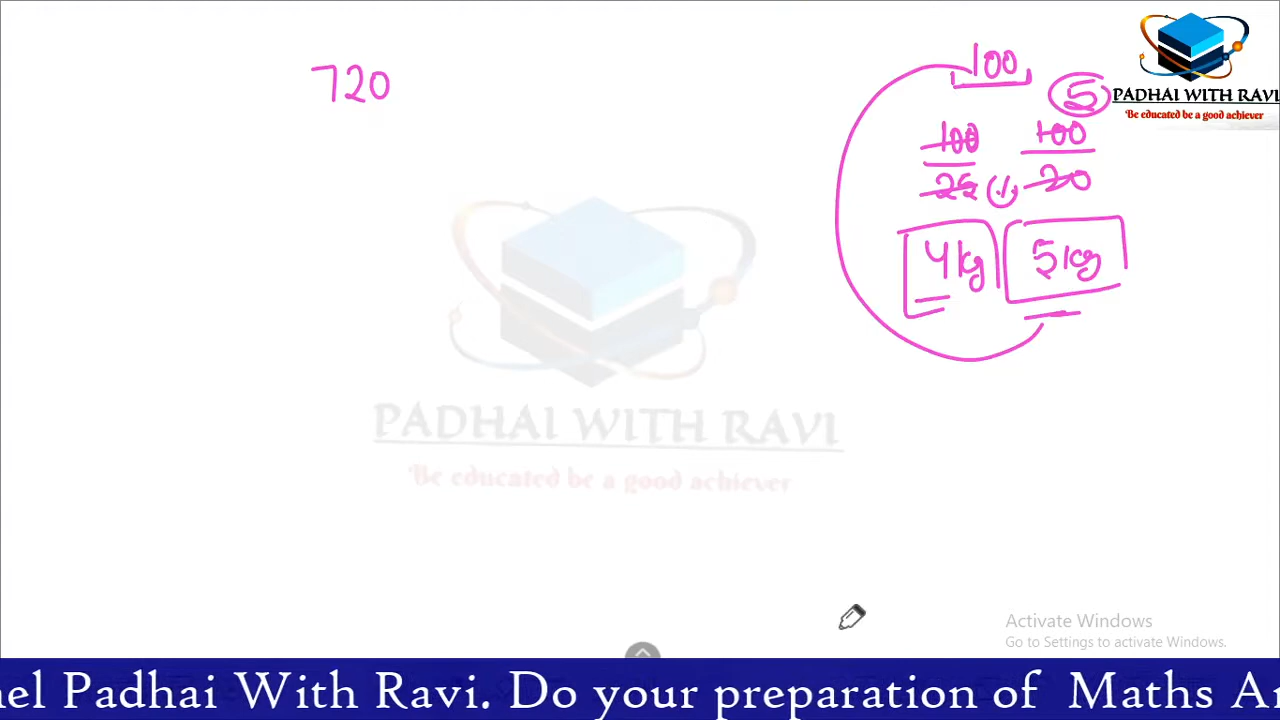 720
100
5
100 100
25 20
4kg 5kg
PADHAI WITH RAVI
Be educated be a good achiever
PADHAI WITH RAVI
Be educated be a good achiever
Activate Windows
Go to Settings to activate Windows.
nel Padhai With Ravi. Do your preparation of Maths Ar